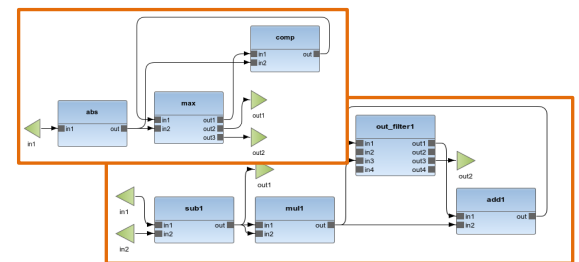 comp
in1 out
in2
abs
in1 out
max
in1 out1
in2 out2
out3
in1
out1
out2
out_filter1
in1 out1
in2 out2
in3 out3
in4 out4
out2
out1
in1
in2
sub1
in1 out
in2
mul1
in1 out
in2
add1
in1 out
in2